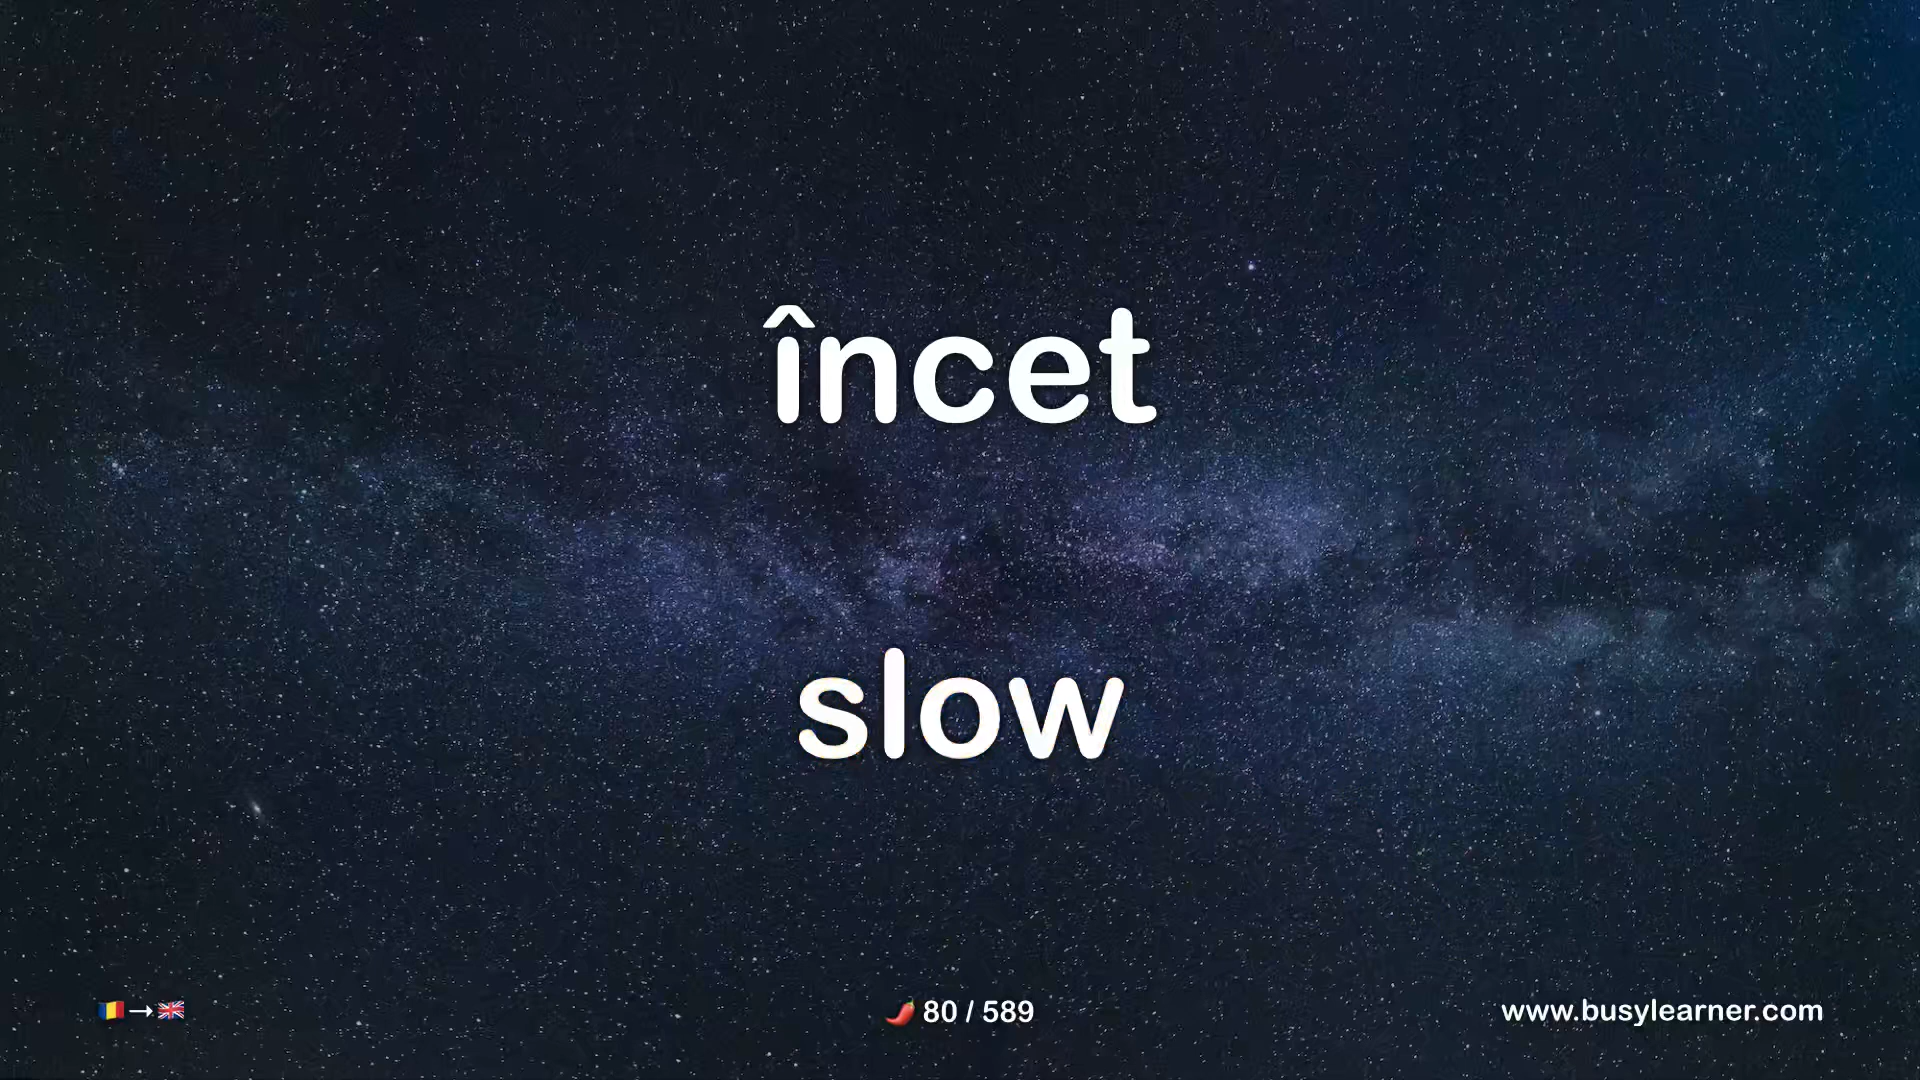 încet
slow
🇷🇴→🇬🇧
🌶️ 80 / 589
www.busylearner.com